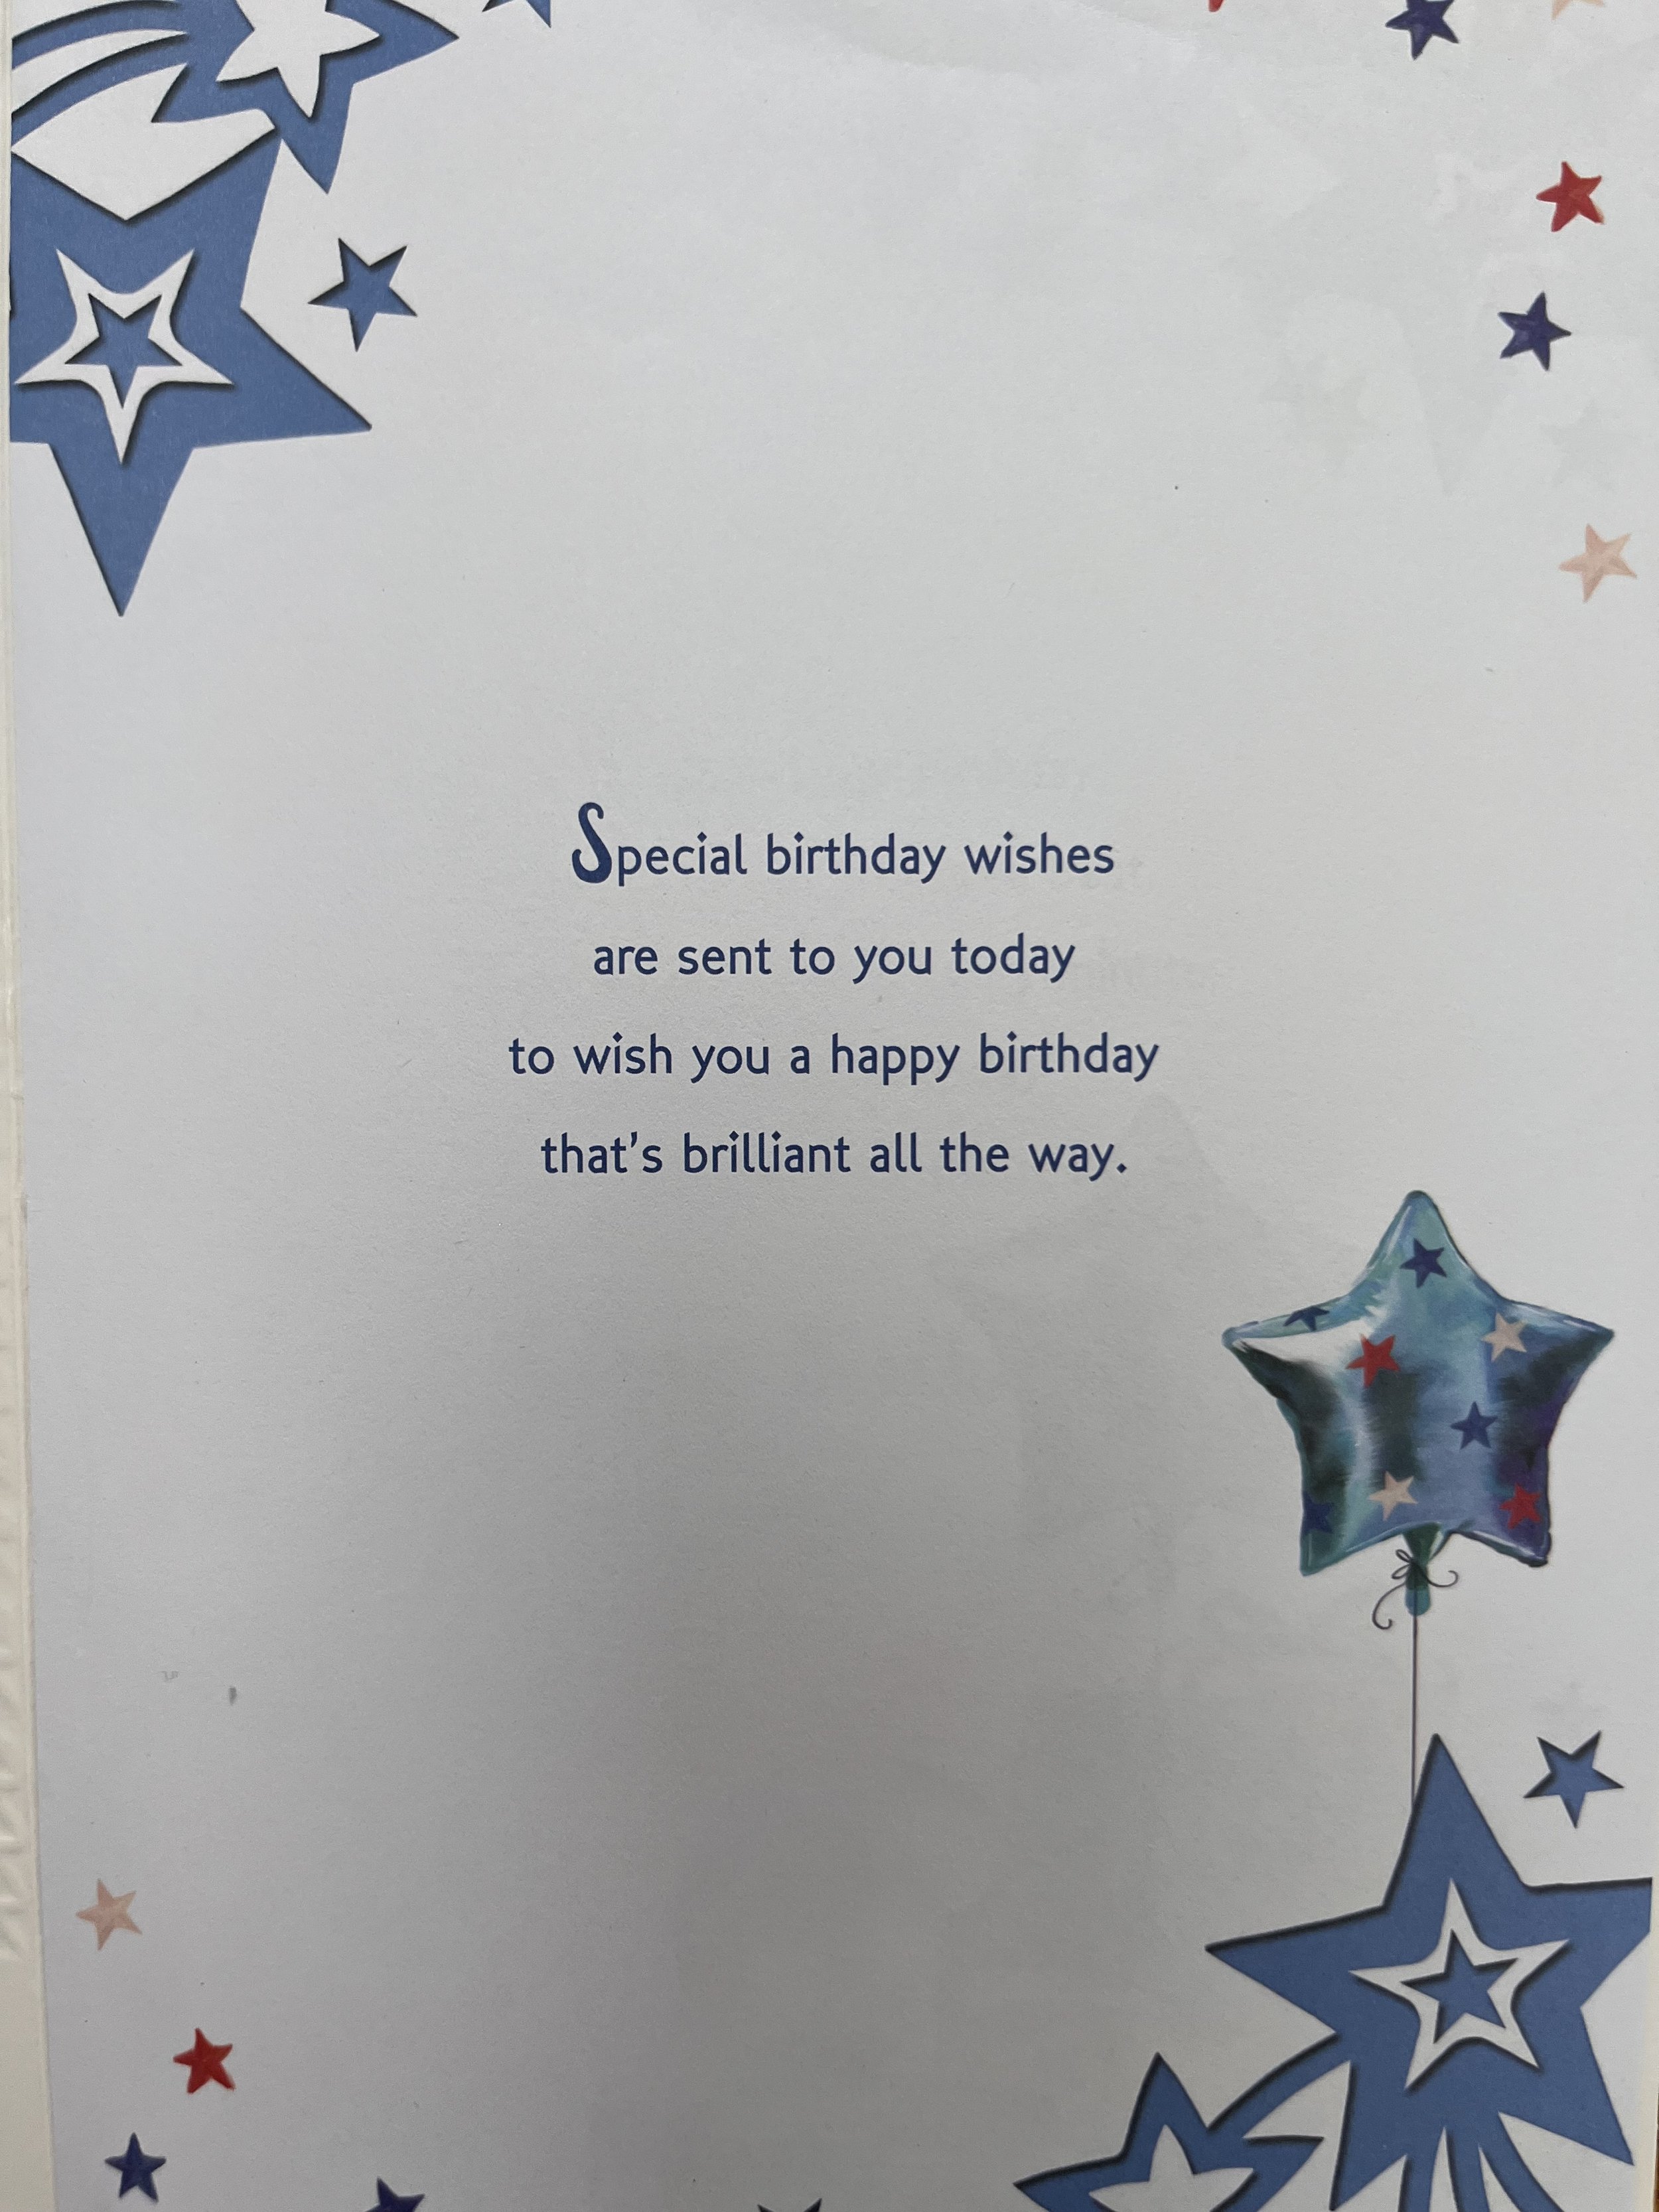 Special birthday wishes
are sent to you today
to wish you a happy birthday
that's brilliant all the way.